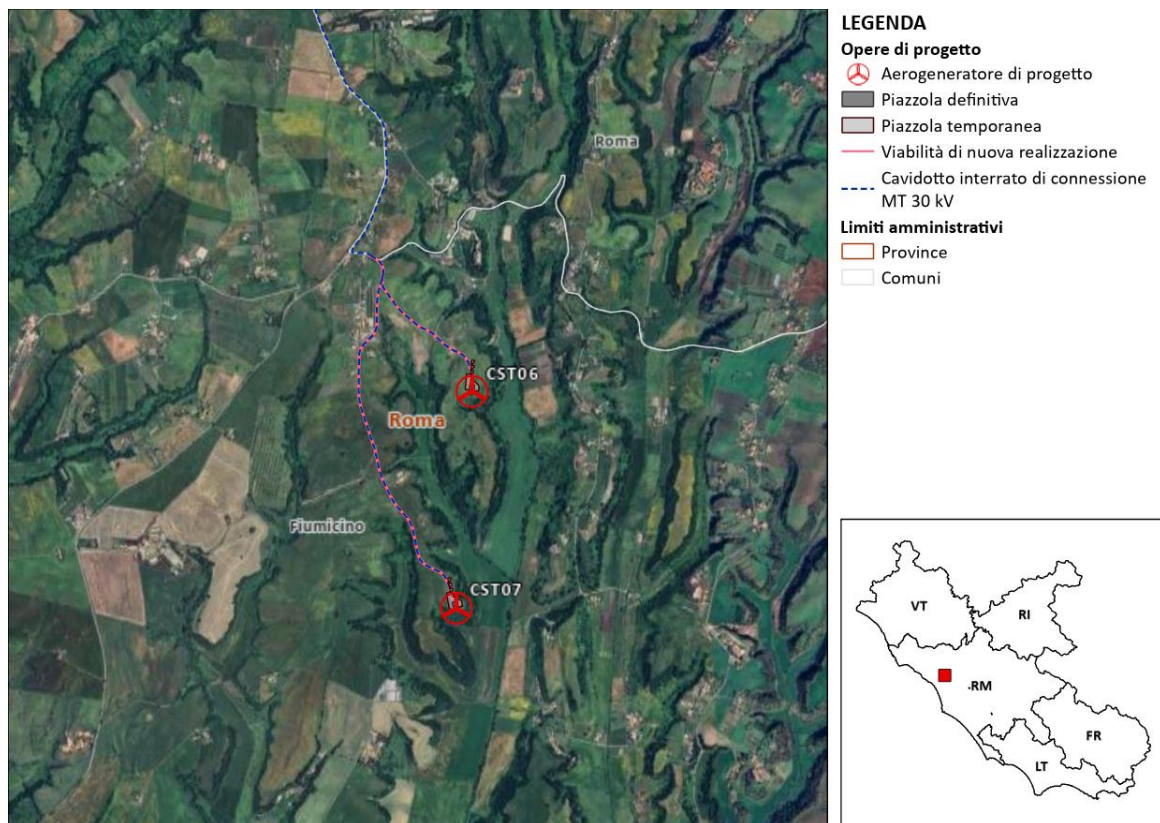 Roma
CST06
Roma
Fiumicino
CST07
LEGENDA
Opere di progetto
Aerogeneratore di progetto
Piazzola definitiva
Piazzola temporanea
Viabilità di nuova realizzazione
Cavidotto interrato di connessione
MT 30 kV
Limiti amministrativi
Province
Comuni
VT
RI
RM
FR
LT